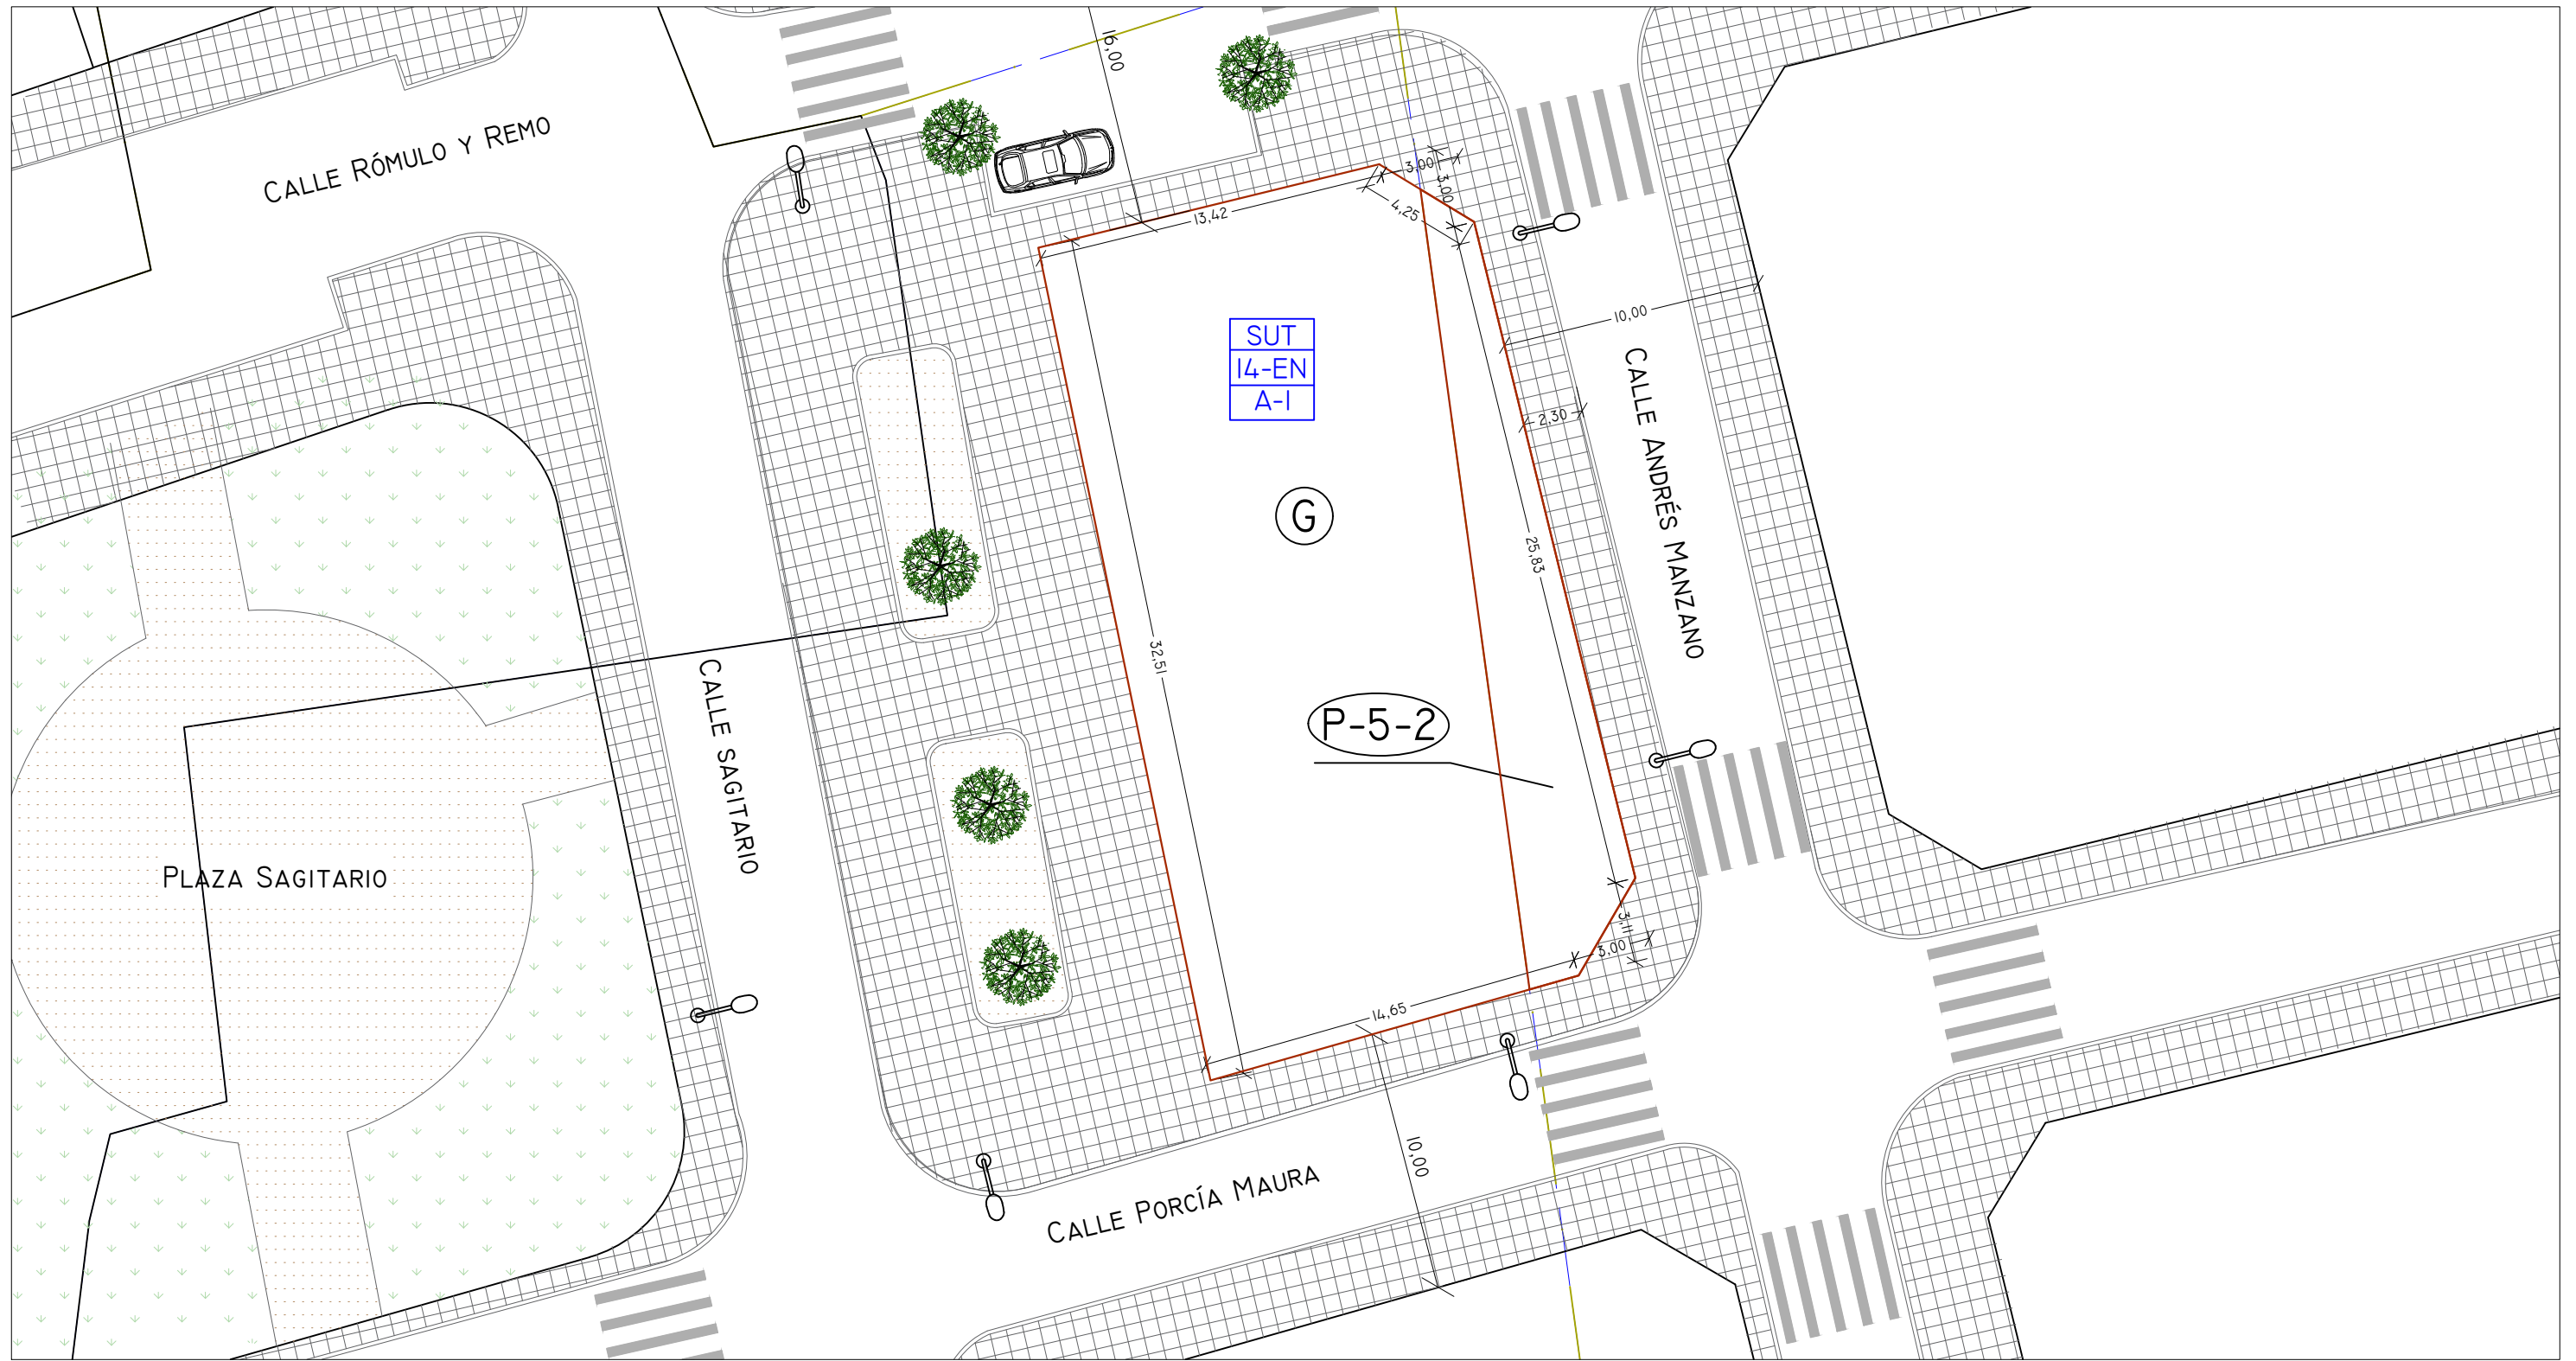 16,00
CALLE RÓMULO Y REMO
3,00
3,00
4,25
13,42
10,00
SUT
14-EN
A-1
2,30
CALLE ANDRÉS MANZANO
G
25,83
32,51
CALLE SAGITARIO
P-5-2
PLAZA SAGITARIO
3,11
3,00
14,65
10,00
CALLE PORCÍA MAURA